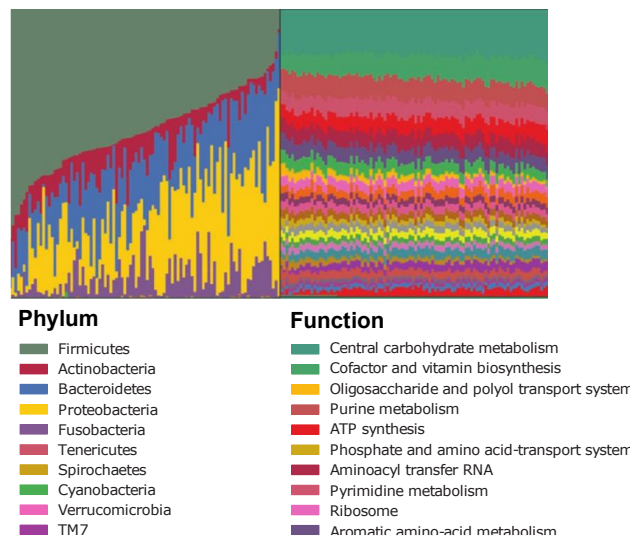 Phylum
Firmicutes
Actinobacteria
Bacteroidetes
Proteobacteria
Fusobacteria
Tenericutes
Spirochaetes
Cyanobacteria
Verrucomicrobia
TM7
Function
Central carbohydrate metabolism
Cofactor and vitamin biosynthesis
Oligosaccharide and polyol transport system
Purine metabolism
ATP synthesis
Phosphate and amino acid-transport system
Aminoacyl transfer RNA
Pyrimidine metabolism
Ribosome
Aromatic amino-acid metabolism